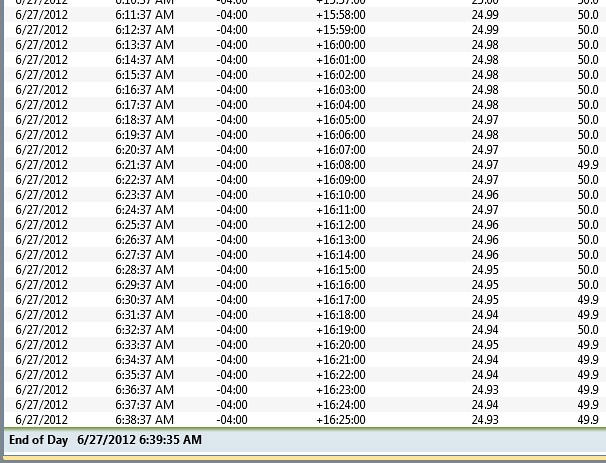 6/27/2012 6:10:37 AM -04:00 +15:57:00 25.00 50.0
6/27/2012 6:11:37 AM -04:00 +15:58:00 24.99 50.0
6/27/2012 6:12:37 AM -04:00 +15:59:00 24.99 50.0
6/27/2012 6:13:37 AM -04:00 +16:00:00 24.98 50.0
6/27/2012 6:14:37 AM -04:00 +16:01:00 24.98 50.0
6/27/2012 6:15:37 AM -04:00 +16:02:00 24.98 50.0
6/27/2012 6:16:37 AM -04:00 +16:03:00 24.98 50.0
6/27/2012 6:17:37 AM -04:00 +16:04:00 24.98 50.0
6/27/2012 6:18:37 AM -04:00 +16:05:00 24.97 50.0
6/27/2012 6:19:37 AM -04:00 +16:06:00 24.98 50.0
6/27/2012 6:20:37 AM -04:00 +16:07:00 24.97 50.0
6/27/2012 6:21:37 AM -04:00 +16:08:00 24.97 49.9
6/27/2012 6:22:37 AM -04:00 +16:09:00 24.97 50.0
6/27/2012 6:23:37 AM -04:00 +16:10:00 24.96 50.0
6/27/2012 6:24:37 AM -04:00 +16:11:00 24.97 50.0
6/27/2012 6:25:37 AM -04:00 +16:12:00 24.96 50.0
6/27/2012 6:26:37 AM -04:00 +16:13:00 24.96 50.0
6/27/2012 6:27:37 AM -04:00 +16:14:00 24.96 50.0
6/27/2012 6:28:37 AM -04:00 +16:15:00 24.95 50.0
6/27/2012 6:29:37 AM -04:00 +16:16:00 24.95 50.0
6/27/2012 6:30:37 AM -04:00 +16:17:00 24.95 49.9
6/27/2012 6:31:37 AM -04:00 +16:18:00 24.94 49.9
6/27/2012 6:32:37 AM -04:00 +16:19:00 24.94 50.0
6/27/2012 6:33:37 AM -04:00 +16:20:00 24.95 49.9
6/27/2012 6:34:37 AM -04:00 +16:21:00 24.94 49.9
6/27/2012 6:35:37 AM -04:00 +16:22:00 24.94 49.9
6/27/2012 6:36:37 AM -04:00 +16:23:00 24.93 49.9
6/27/2012 6:37:37 AM -04:00 +16:24:00 24.94 49.9
6/27/2012 6:38:37 AM -04:00 +16:25:00 24.93 49.9
End of Day 6/27/2012 6:39:35 AM